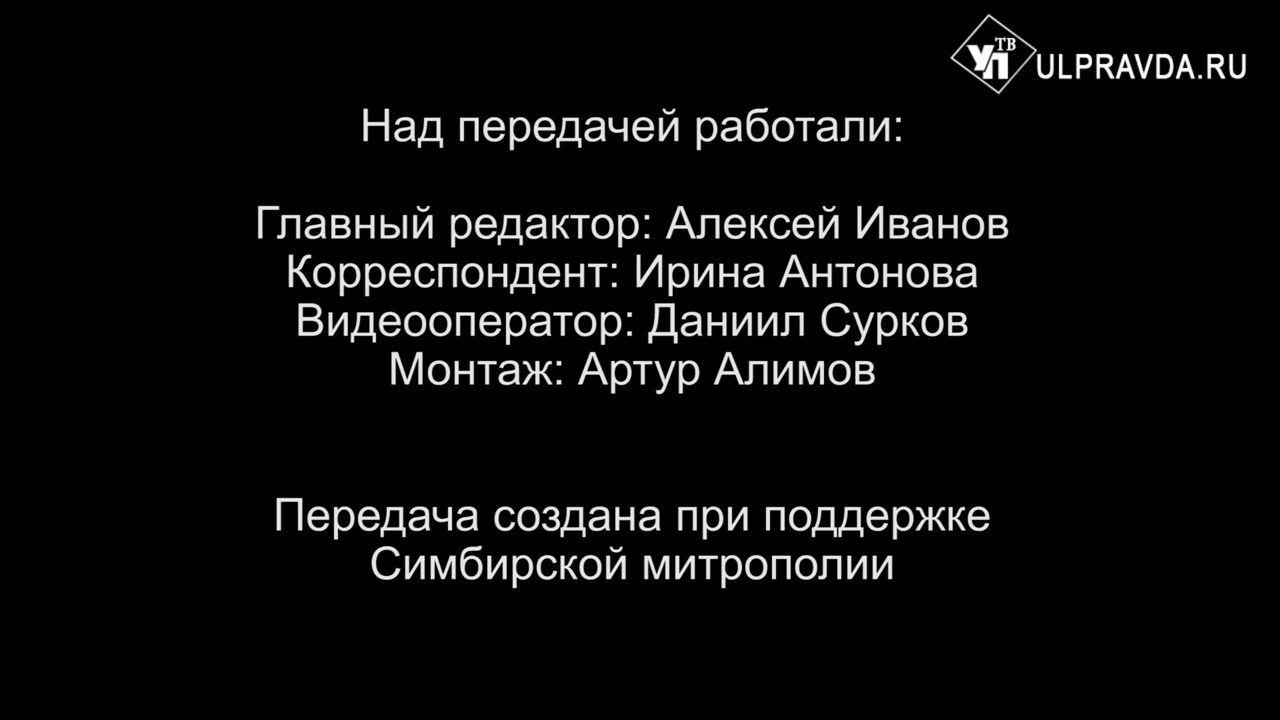 УП ТВ ULPRAVDA.RU
Над передачей работали:
Главный редактор: Алексей Иванов
Корреспондент: Ирина Антонова
Видеооператор: Даниил Сурков
Монтаж: Артур Алимов
Передача создана при поддержке
Симбирской митрополии